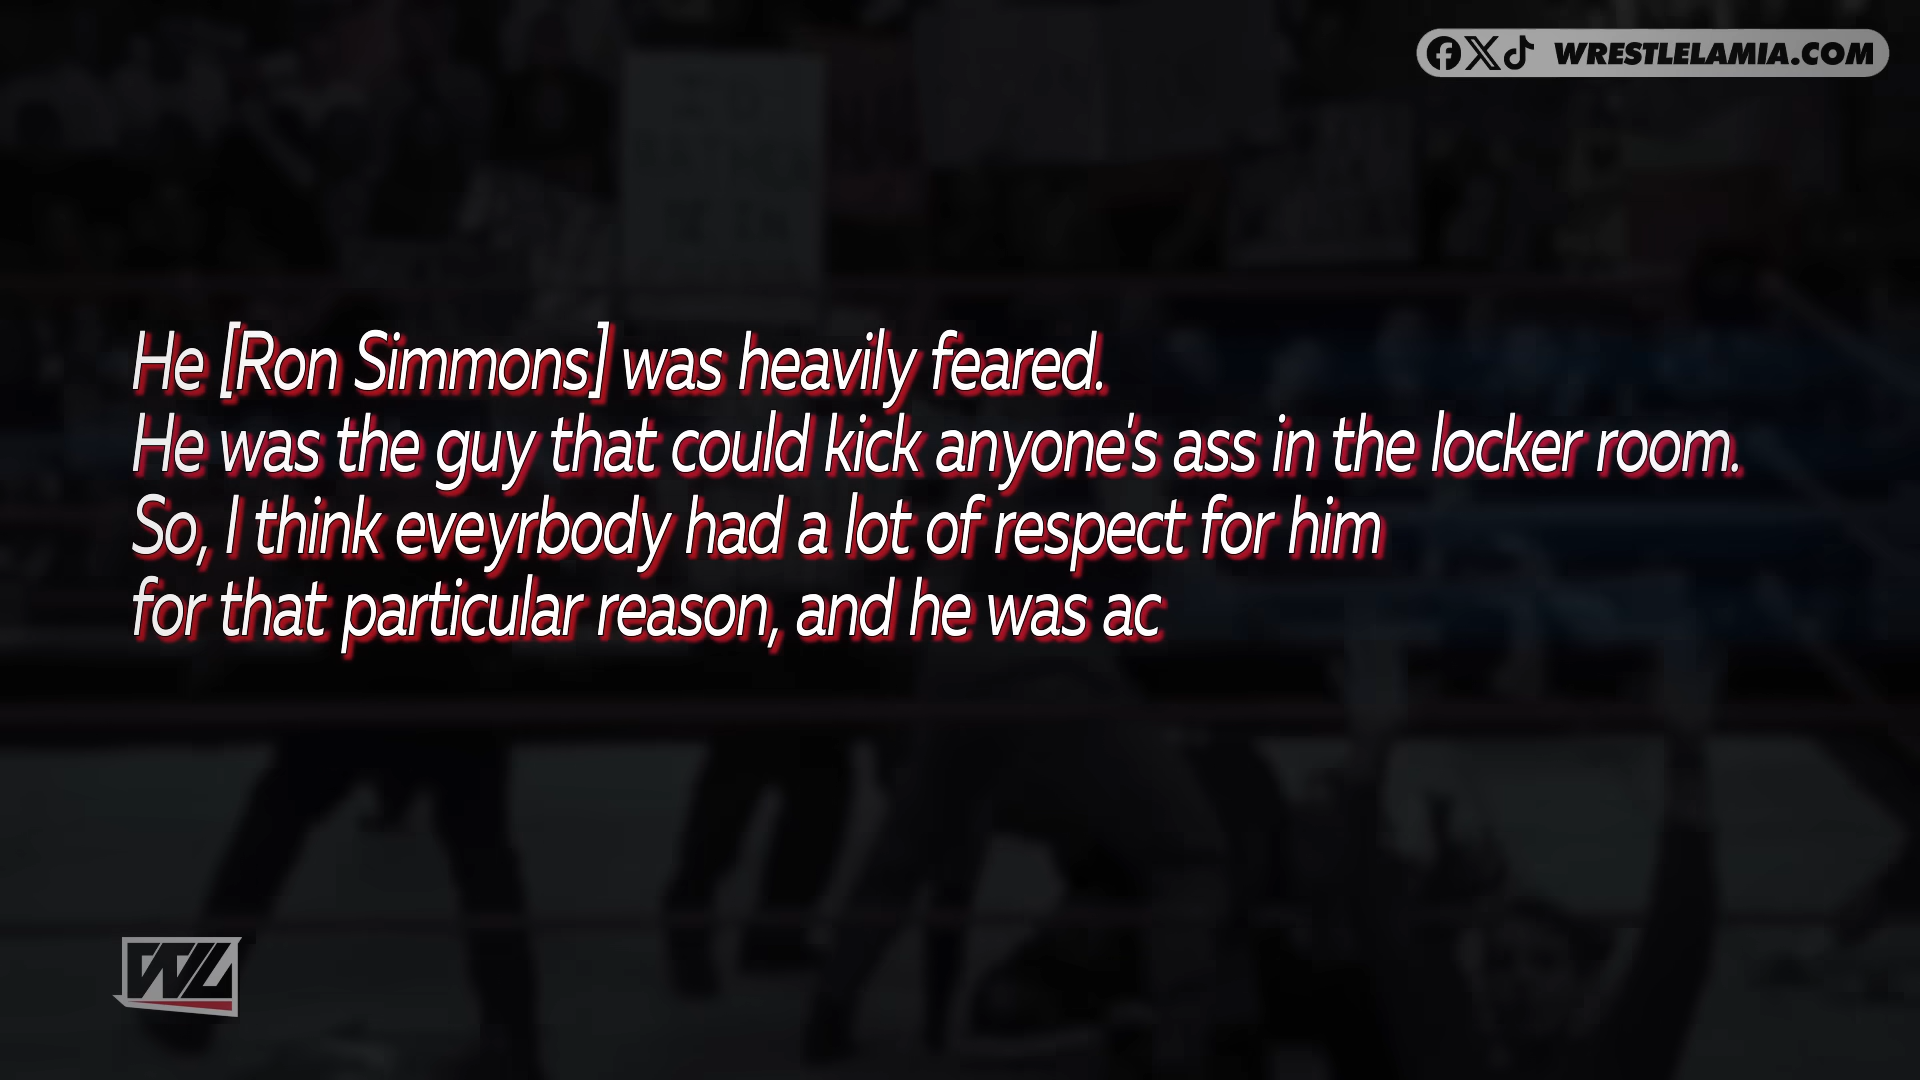 WRESTLELAMIA.COM
He [Ron Simmons] was heavily feared.
He was the guy that could kick anyone's ass in the locker room.
So, I think eveyrbody had a lot of respect for him
for that particular reason, and he was ac
WL